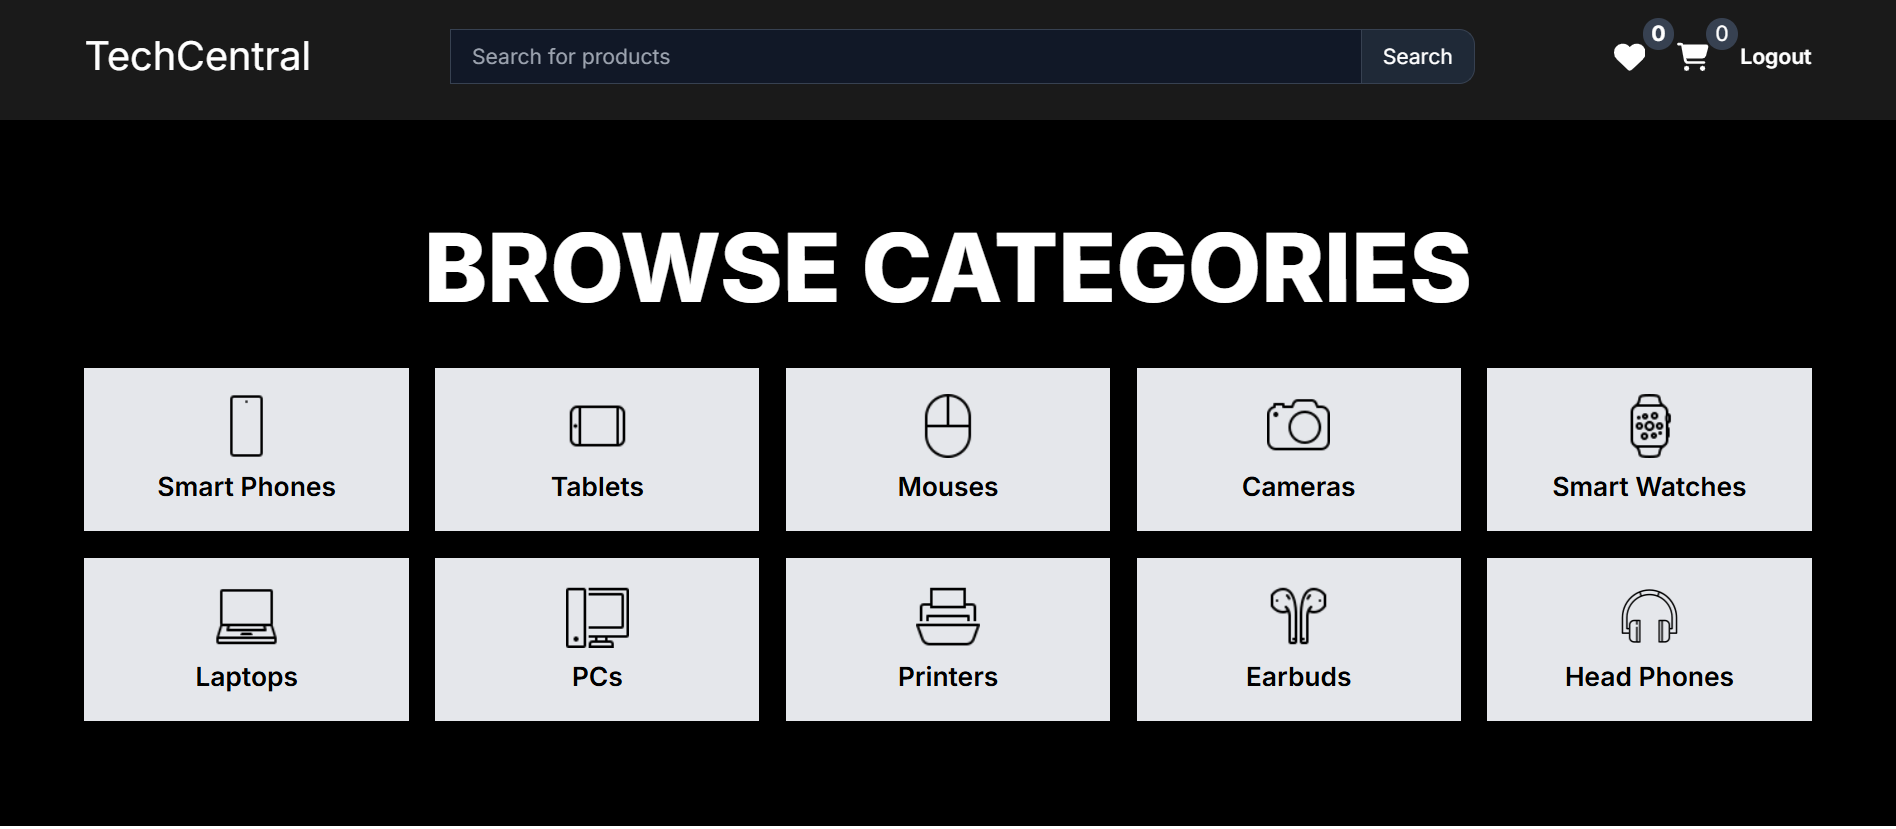 TechCentral
Search for products
Search
0
0
Logout
BROWSE CATEGORIES
Smart Phones
Tablets
Mouses
Cameras
Smart Watches
Laptops
PCs
Printers
Earbuds
Head Phones